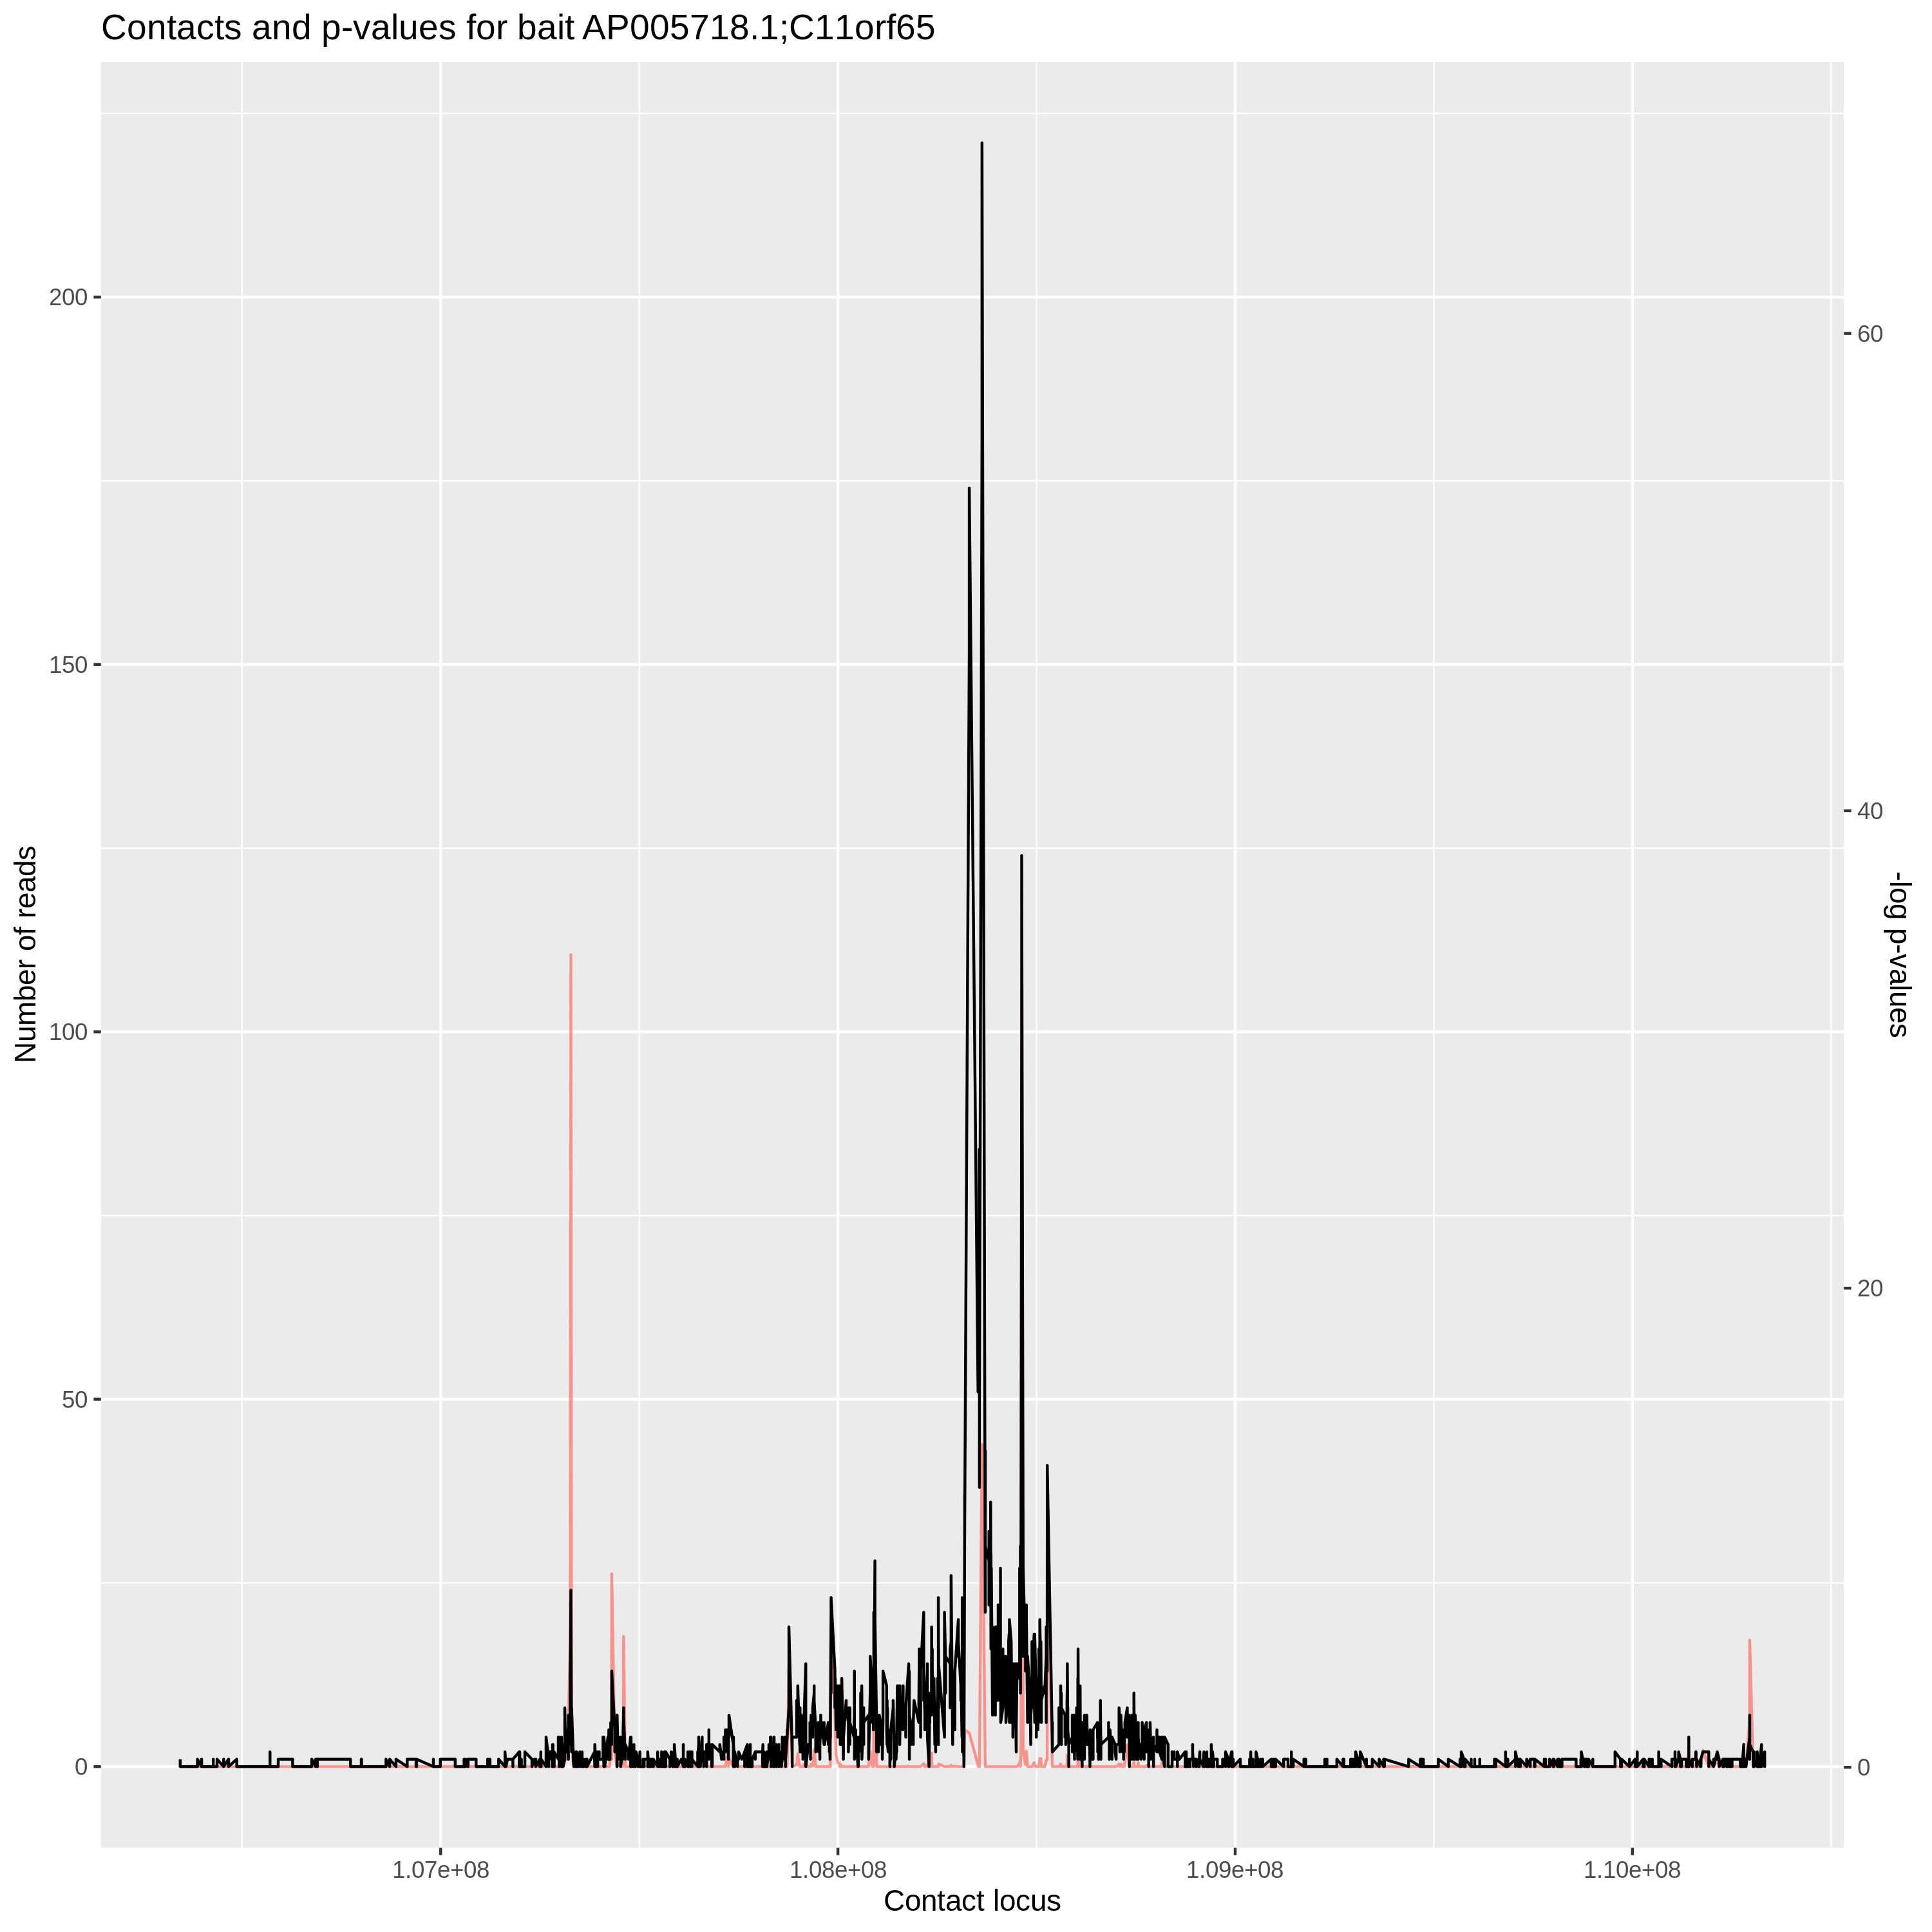 Contacts and p-values for bait AP005718.1;C11orf65
Number of reads
200
150
100
50
0
60
40
20
0
-log p-values
1.07e+08
1.08e+08
1.09e+08
1.10e+08
Contact locus